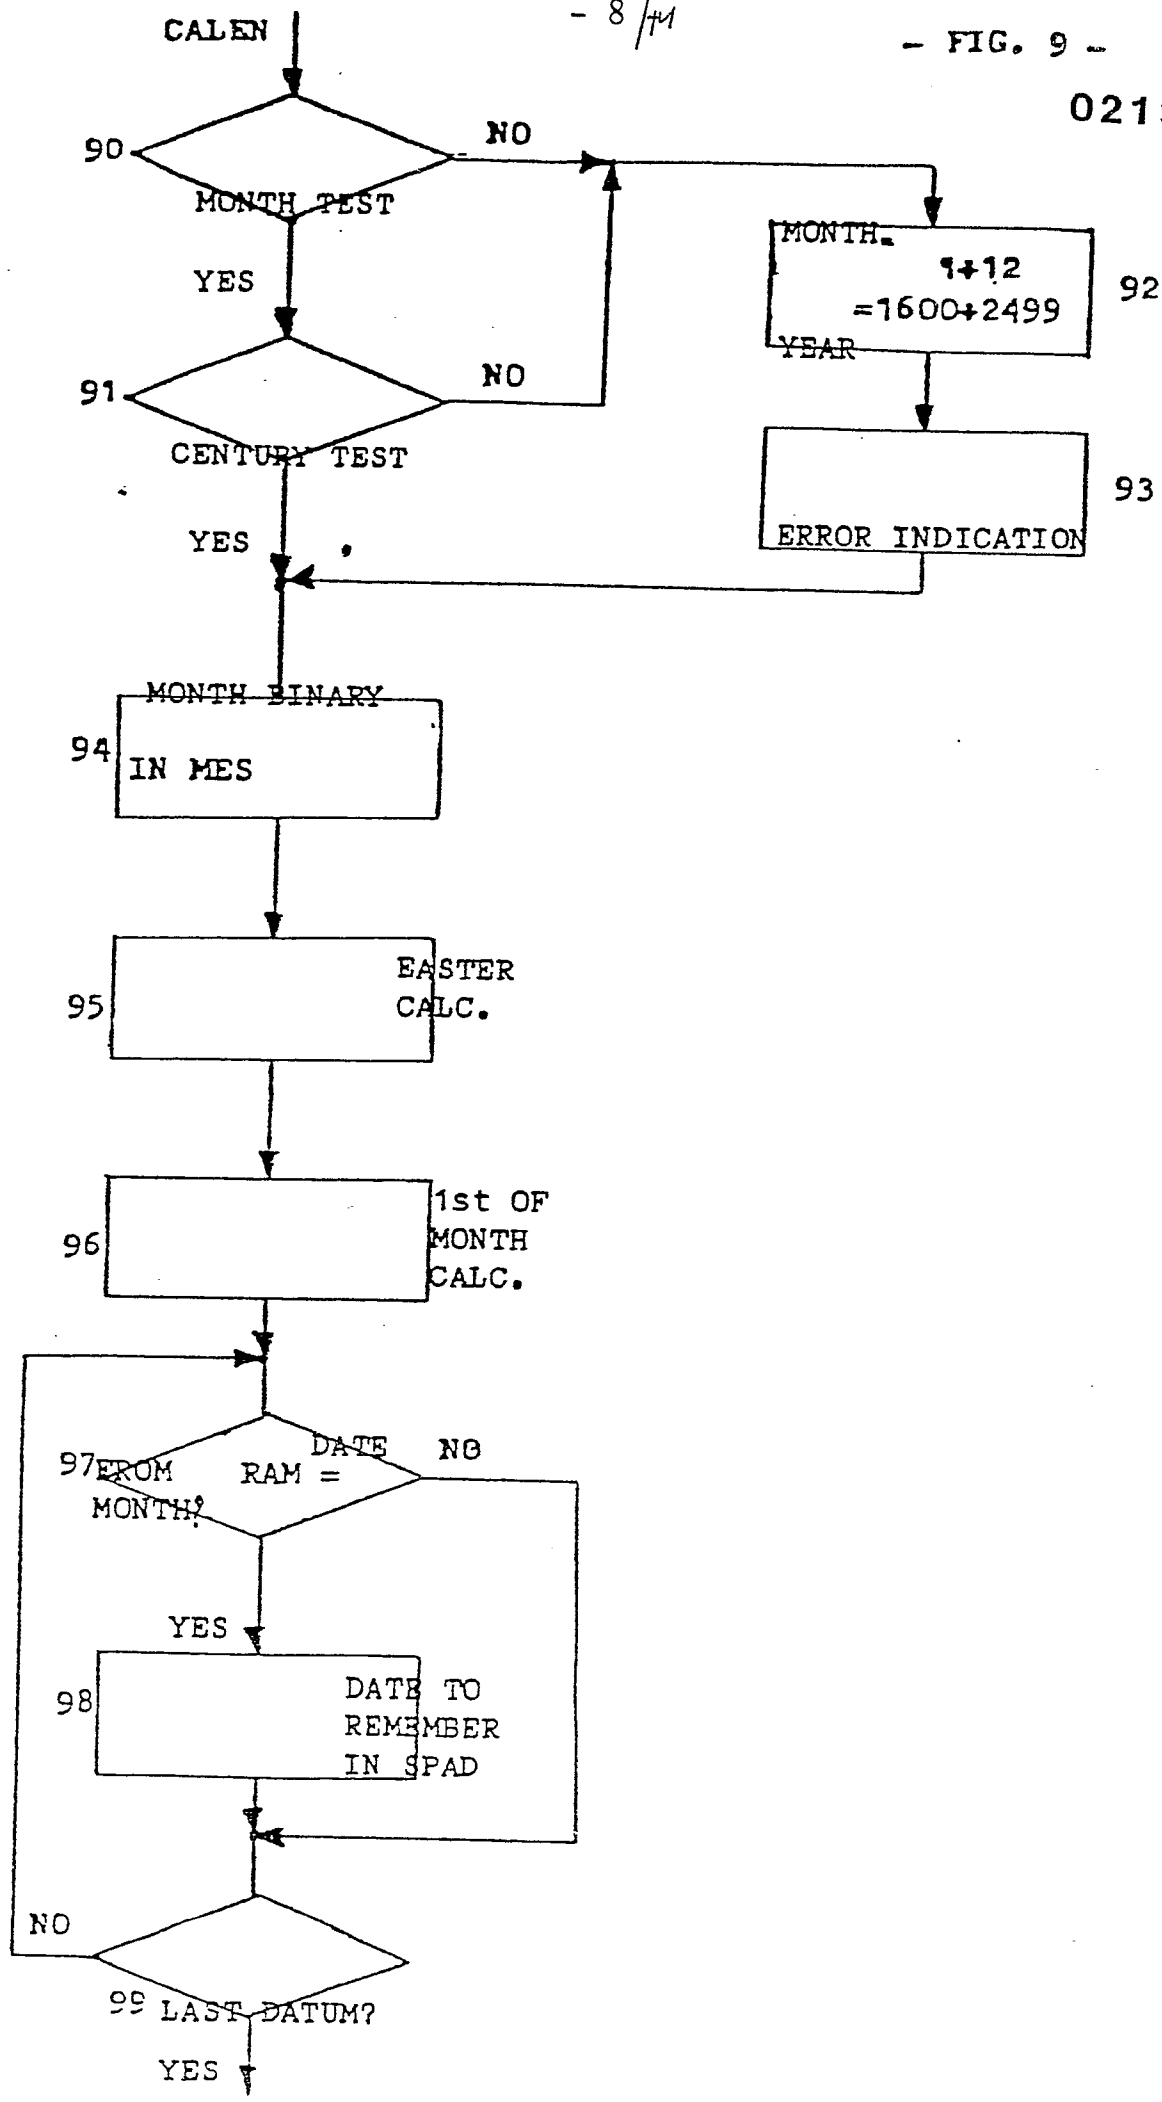 CALEN
- 8/
- FIG. 9 -
021
90
NO
MONTH TEST
YES
MONTH.
1+12
=1600+2499
YEAR
92
91
NO
CENTURY TEST
YES
93
ERROR INDICATION
MONTH BINARY
94
IN MES
EASTER
CALC.
95
1st OF
MONTH
CALC.
96
DATE
NO
97
FROM RAM =
MONTH?
YES
98
DATE TO
REMEMBER
IN SPAD
NO
99 LAST DATUM?
YES